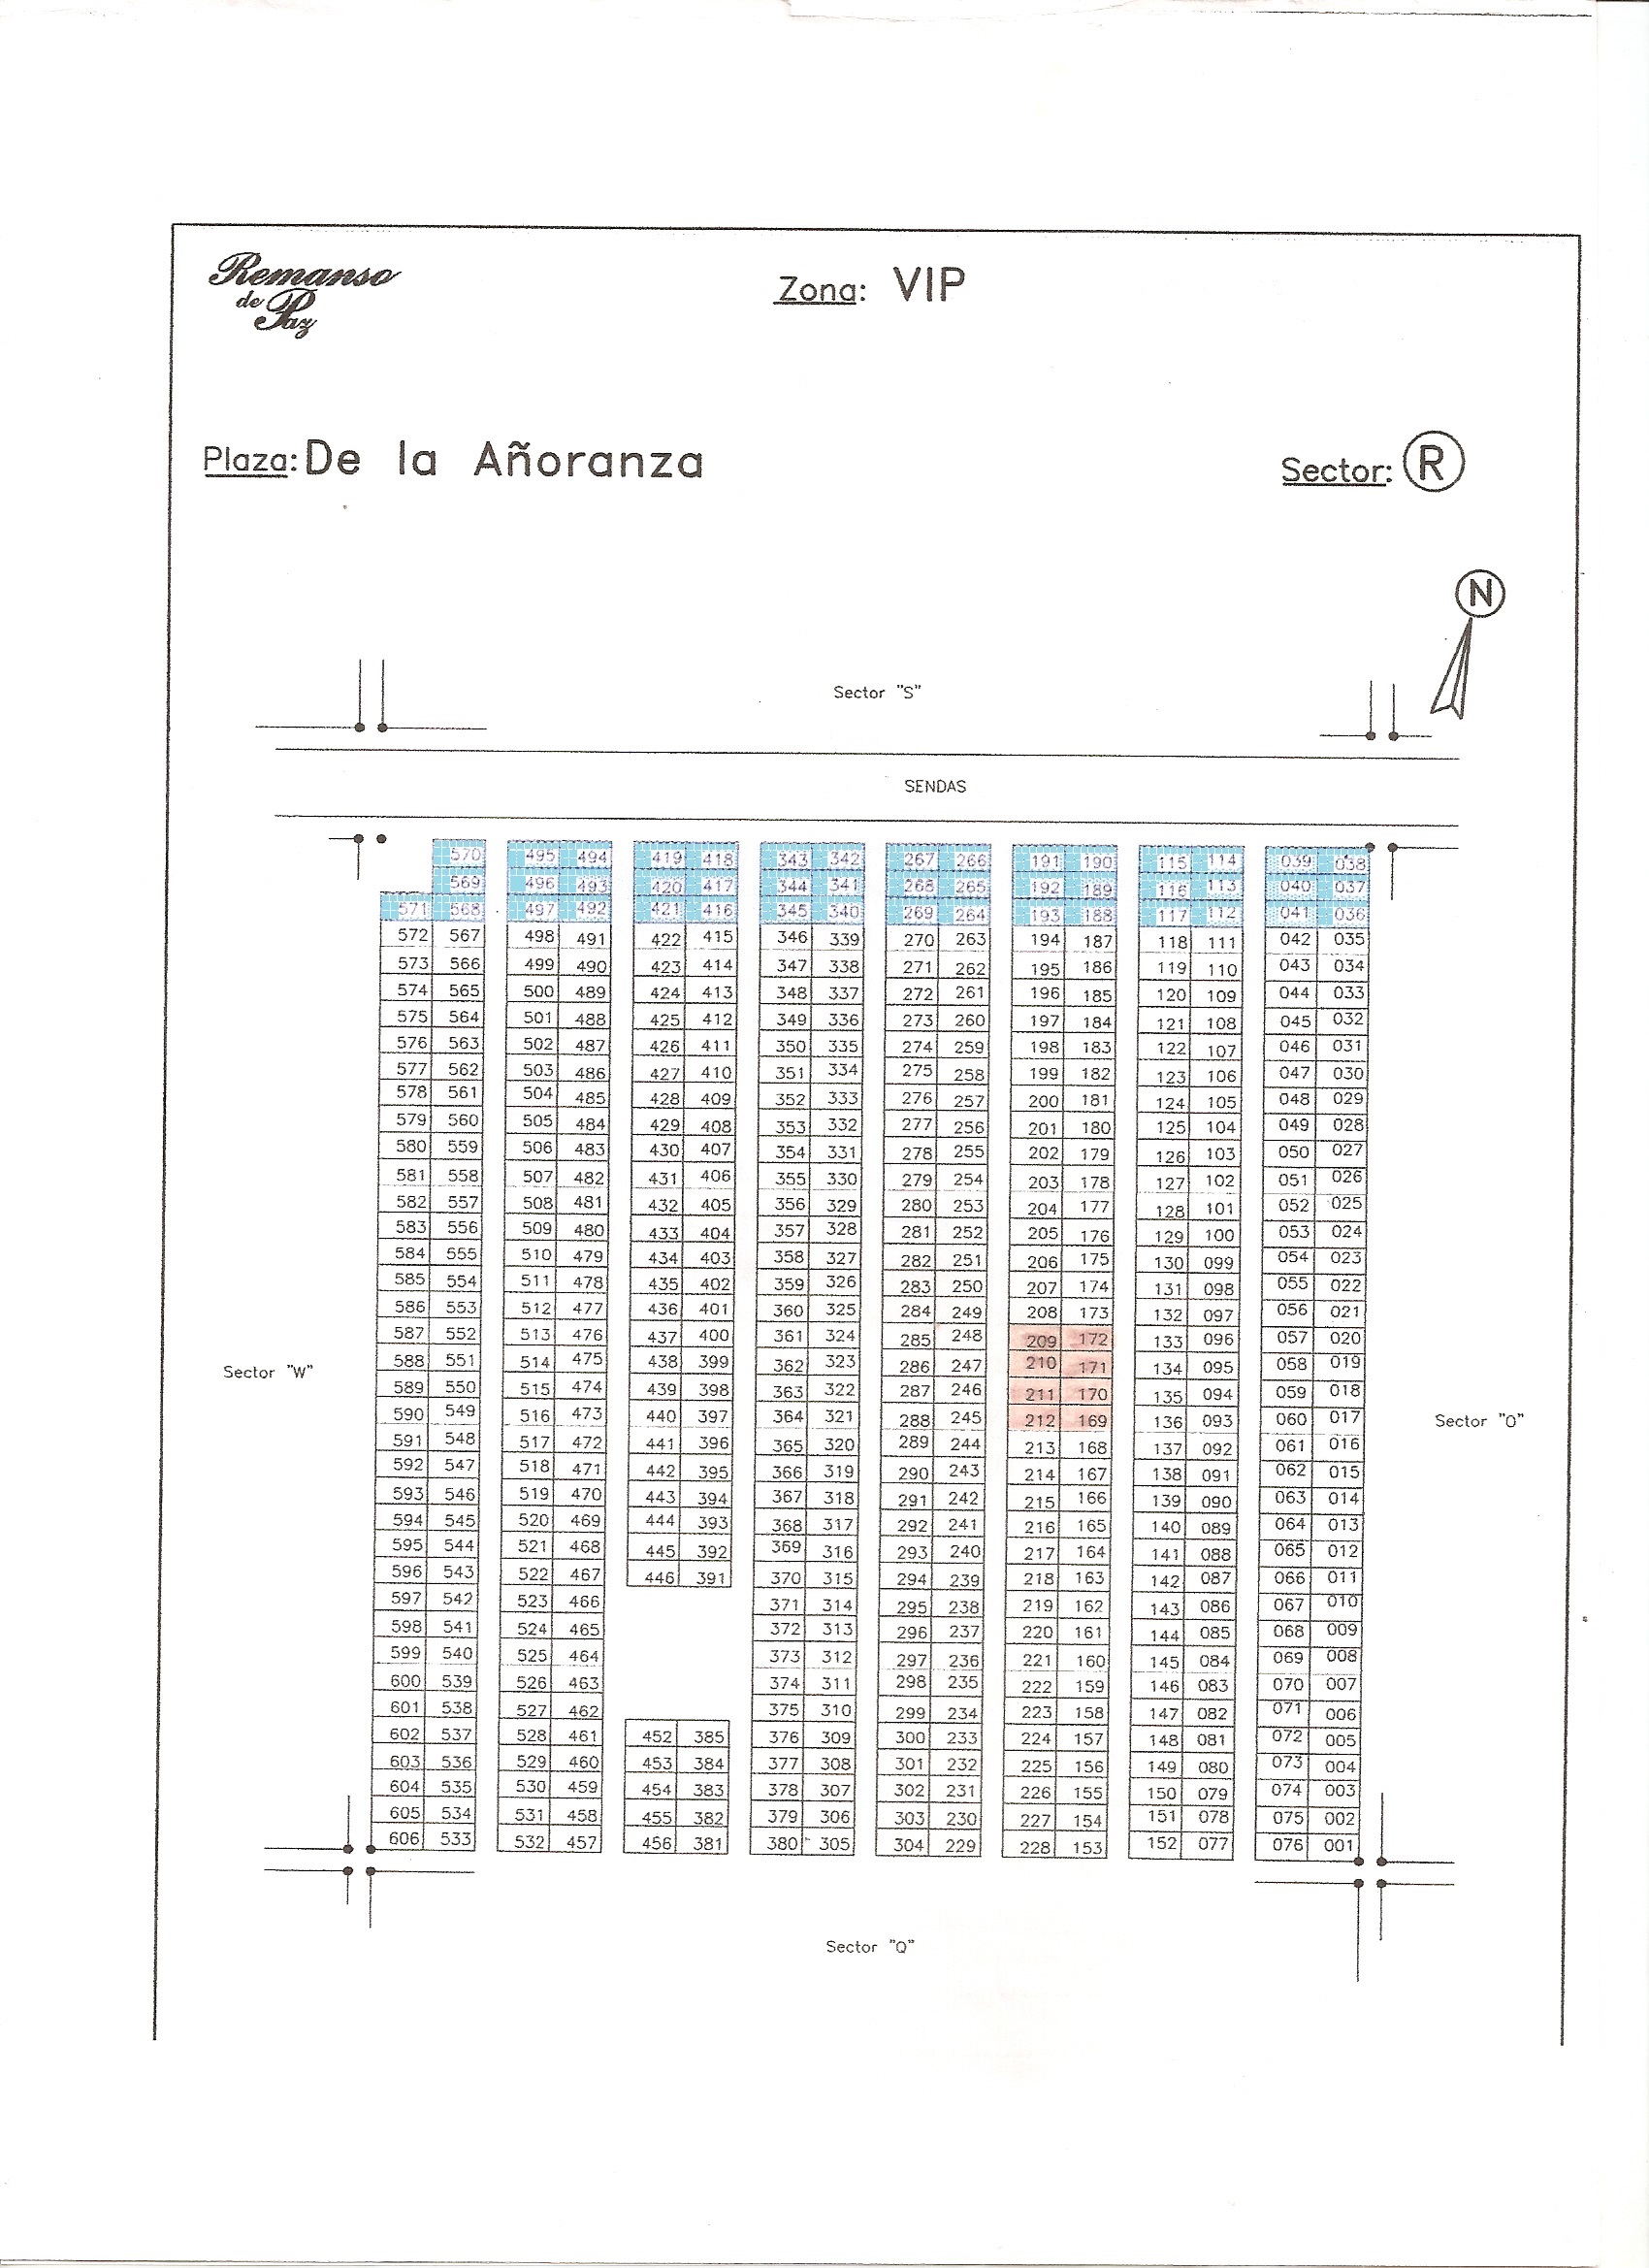 Remanso
de Paz
Zona: VIP
Plaza: De la Añoranza
Sector: R
N
Sector "S"
SENDAS
570 495 494 419 418 343 342 267 266 191 190 115 114 039 038
569 496 493 420 417 344 341 268 265 192 189 116 113 040 037
571 568 497 492 421 416 345 340 269 264 193 188 117 112 041 036
572 567 498 491 422 415 346 339 270 263 194 187 118 111 042 035
573 566 499 490 423 414 347 338 271 262 195 186 119 110 043 034
574 565 500 489 424 413 348 337 272 261 196 185 120 109 044 033
575 564 501 488 425 412 349 336 273 260 197 184 121 108 045 032
576 563 502 487 426 411 350 335 274 259 198 183 122 107 046 031
577 562 503 486 427 410 351 334 275 258 199 182 123 106 047 030
578 561 504 485 428 409 352 333 276 257 200 181 124 105 048 029
579 560 505 484 429 408 353 332 277 256 201 180 125 104 049 028
580 559 506 483 430 407 354 331 278 255 202 179 126 103 050 027
581 558 507 482 431 406 355 330 279 254 203 178 127 102 051 026
582 557 508 481 432 405 356 329 280 253 204 177 128 101 052 025
583 556 509 480 433 404 357 328 281 252 205 176 129 100 053 024
584 555 510 479 434 403 358 327 282 251 206 175 130 099 054 023
585 554 511 478 435 402 359 326 283 250 207 174 131 098 055 022
586 553 512 477 436 401 360 325 284 249 208 173 132 097 056 021
587 552 513 476 437 400 361 324 285 248 209 172 133 096 057 020
588 551 514 475 438 399 362 323 286 247 210 171 134 095 058 019
589 550 515 474 439 398 363 322 287 246 211 170 135 094 059 018
590 549 516 473 440 397 364 321 288 245 212 169 136 093 060 017
591 548 517 472 441 396 365 320 289 244 213 168 137 092 061 016
592 547 518 471 442 395 366 319 290 243 214 167 138 091 062 015
593 546 519 470 443 394 367 318 291 242 215 166 139 090 063 014
594 545 520 469 444 393 368 317 292 241 216 165 140 089 064 013
595 544 521 468 445 392 369 316 293 240 217 164 141 088 065 012
596 543 522 467 446 391 370 315 294 239 218 163 142 087 066 011
597 542 523 466 371 314 295 238 219 162 143 086 067 010
598 541 524 465 372 313 296 237 220 161 144 085 068 009
599 540 525 464 373 312 297 236 221 160 145 084 069 008
600 539 526 463 374 311 298 235 222 159 146 083 070 007
601 538 527 462 375 310 299 234 223 158 147 082 071 006
602 537 528 461 452 385 376 309 300 233 224 157 148 081 072 005
603 536 529 460 453 384 377 308 301 232 225 156 149 080 073 004
604 535 530 459 454 383 378 307 302 231 226 155 150 079 074 003
605 534 531 458 455 382 379 306 303 230 227 154 151 078 075 002
606 533 532 457 456 381 380 305 304 229 228 153 152 077 076 001
Sector "W"
Sector "O"
Sector "Q"